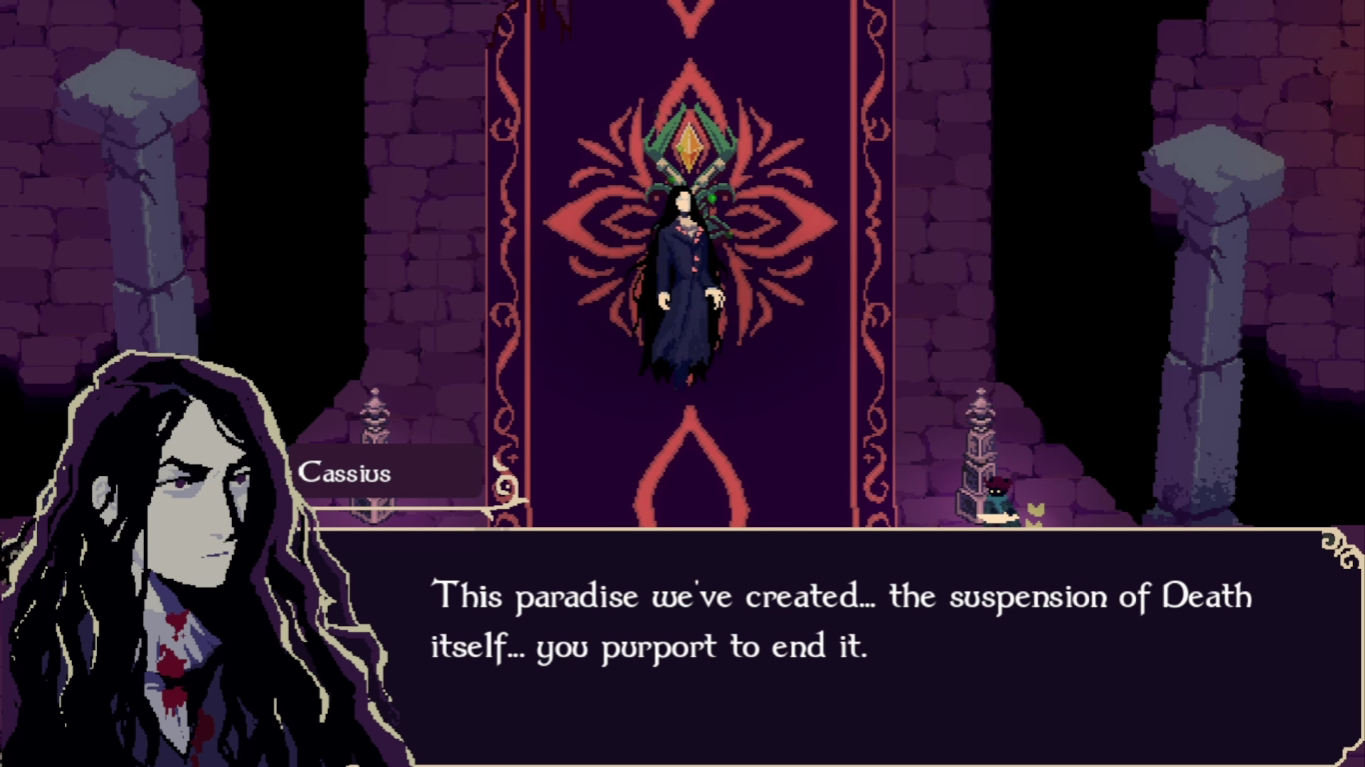 Cassius
This paradise we've created... the suspension of Death
itself... you purport to end it.